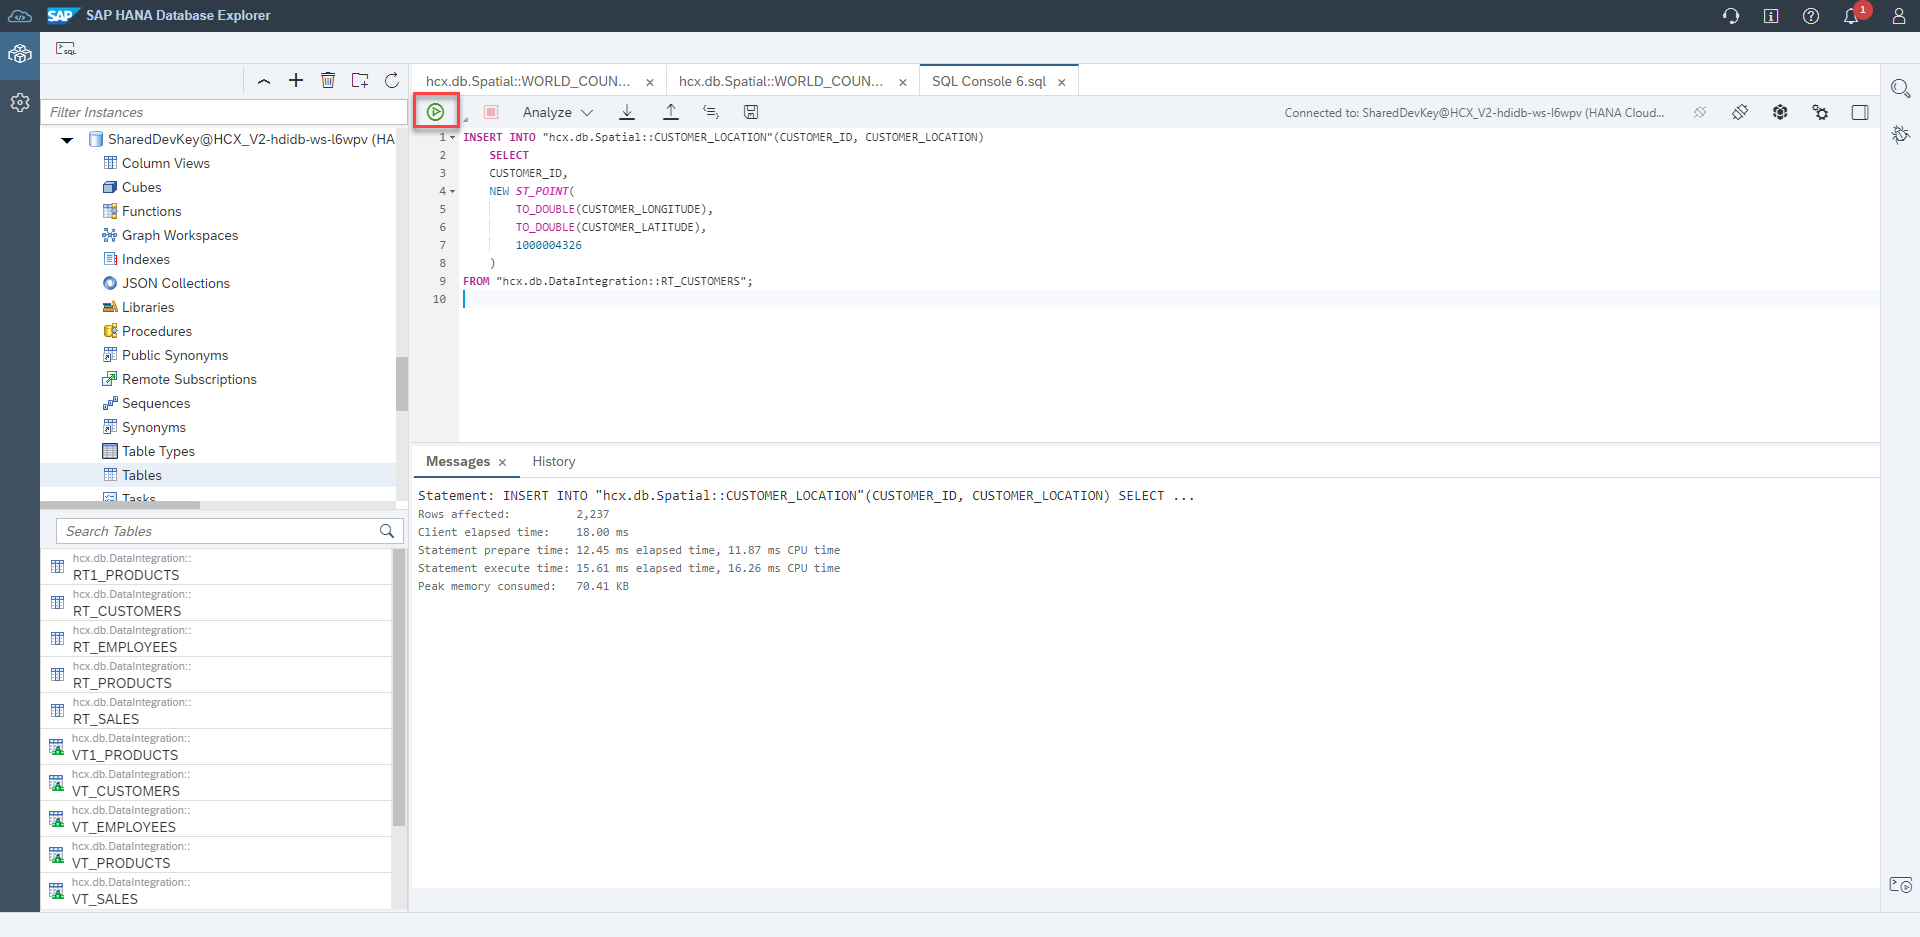 SAP SAP HANA Database Explorer
1
SQL
hcx.db.Spatial::WORLD_COUN...
hcx.db.Spatial::WORLD_COUN...
SQL Console 6.sql
Filter Instances
Analyze
Connected to: SharedDevKey@HCX_V2-hdidb-ws-l6wpv (HANA Cloud...
SharedDevKey@HCX_V2-hdidb-ws-l6wpv (HA
Column Views
Cubes
Functions
Graph Workspaces
Indexes
JSON Collections
Libraries
Procedures
Public Synonyms
Remote Subscriptions
Sequences
Synonyms
Table Types
Tables
Tasks
1 INSERT INTO "hcx.db.Spatial::CUSTOMER_LOCATION"(CUSTOMER_ID, CUSTOMER_LOCATION)
2 SELECT
3 CUSTOMER_ID,
4 NEW ST_POINT(
5 TO_DOUBLE(CUSTOMER_LONGITUDE),
6 TO_DOUBLE(CUSTOMER_LATITUDE),
7 1000004326
8 )
9 FROM "hcx.db.DataIntegration::RT_CUSTOMERS";
10
Search Tables
hcx.db.DataIntegration::
RT1_PRODUCTS
hcx.db.DataIntegration::
RT_CUSTOMERS
hcx.db.DataIntegration::
RT_EMPLOYEES
hcx.db.DataIntegration::
RT_PRODUCTS
hcx.db.DataIntegration::
RT_SALES
hcx.db.DataIntegration::
VT1_PRODUCTS
hcx.db.DataIntegration::
VT_CUSTOMERS
hcx.db.DataIntegration::
VT_EMPLOYEES
hcx.db.DataIntegration::
VT_PRODUCTS
hcx.db.DataIntegration::
VT_SALES
Messages
History
Statement: INSERT INTO "hcx.db.Spatial::CUSTOMER_LOCATION"(CUSTOMER_ID, CUSTOMER_LOCATION) SELECT ...
Rows affected: 2,237
Client elapsed time: 18.00 ms
Statement prepare time: 12.45 ms elapsed time, 11.87 ms CPU time
Statement execute time: 15.61 ms elapsed time, 16.26 ms CPU time
Peak memory consumed: 70.41 KB